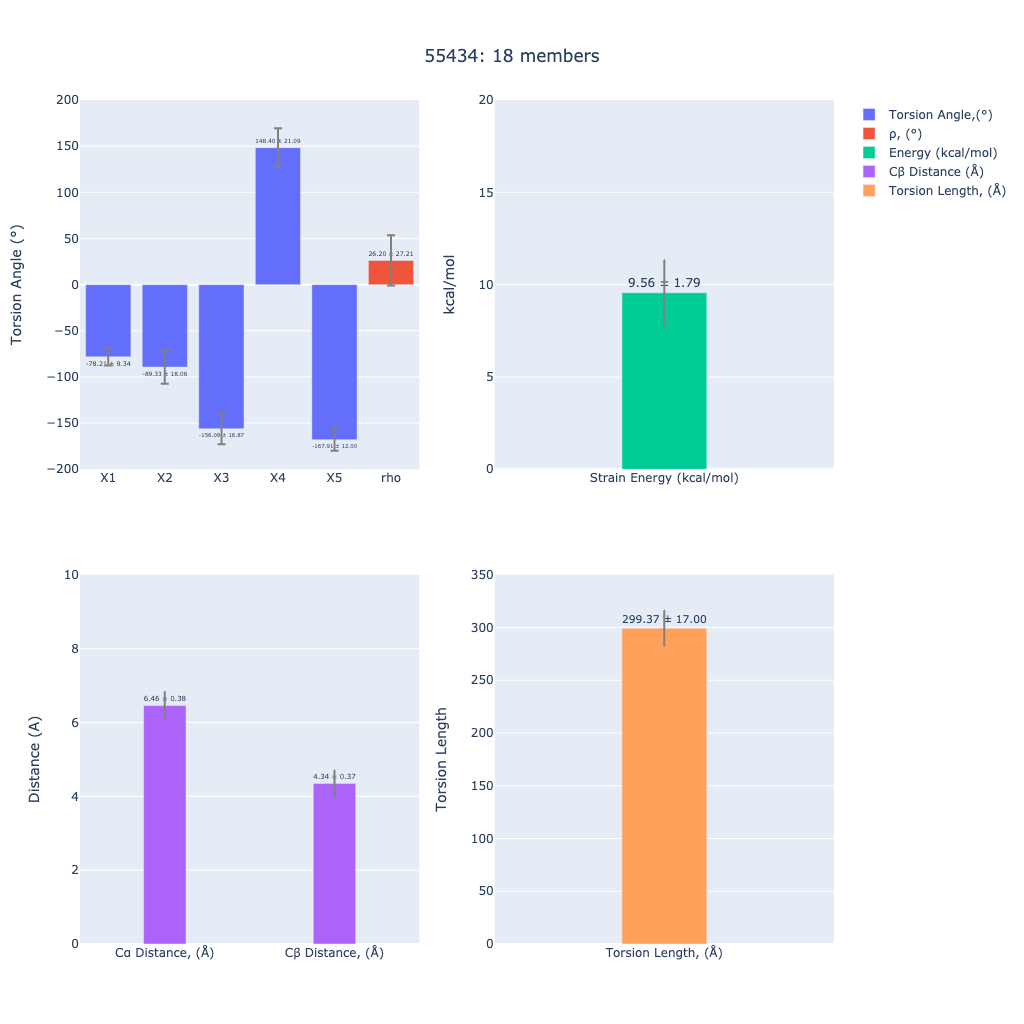 55434: 18 members
Torsion Angle (°)
200
150
100
50
0
−50
−100
−150
−200
-78.21 ± 9.34
-89.33 ± 18.06
-156.09 ± 16.87
148.40 ± 21.09
-167.91 ± 12.00
26.20 ± 27.21
X1 X2 X3 X4 X5 rho
kcal/mol
20
15
10
5
0
9.56 ± 1.79
Strain Energy (kcal/mol)
Torsion Angle,(°)
ρ, (°)
Energy (kcal/mol)
Cβ Distance (Å)
Torsion Length, (Å)
Distance (A)
10
8
6
4
2
0
6.46 ± 0.38
4.34 ± 0.37
Cα Distance, (Å) Cβ Distance, (Å)
Torsion Length
350
300
250
200
150
100
50
0
299.37 ± 17.00
Torsion Length, (Å)